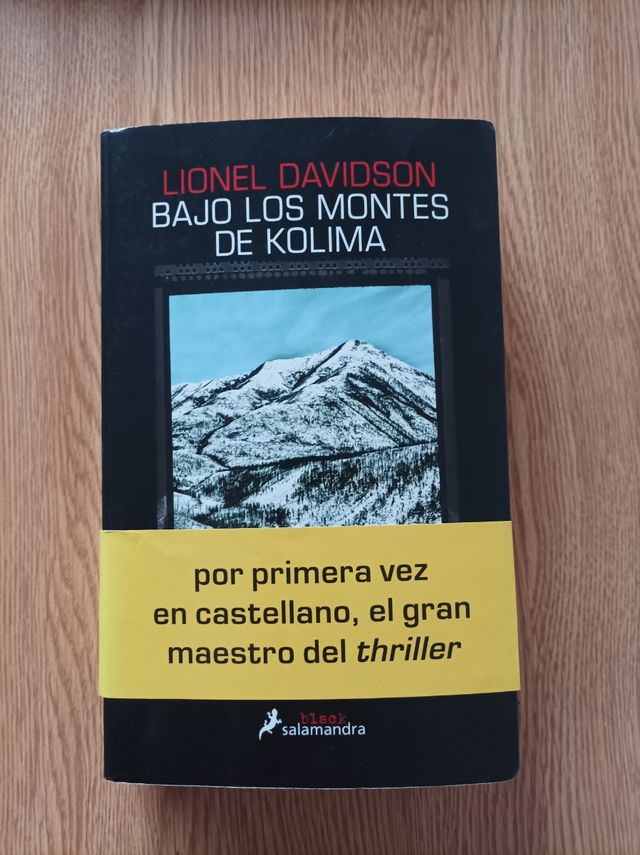 LIONEL DAVIDSON
BAJO LOS MONTES
DE KOLIMA
por primera vez
en castellano, el gran
maestro del thriller
black
salamandra